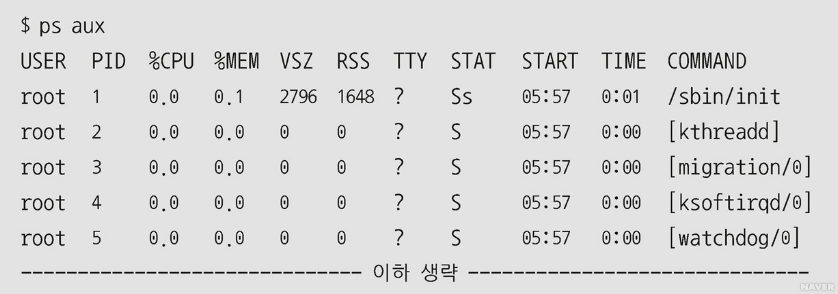 $ ps aux
USER PID %CPU %MEM VSZ RSS TTY STAT START TIME COMMAND
root 1 0.0 0.1 2796 1648 ? Ss 05:57 0:01 /sbin/init
root 2 0.0 0.0 0 0 ? S 05:57 0:00 [kthreadd]
root 3 0.0 0.0 0 0 ? S 05:57 0:00 [migration/0]
root 4 0.0 0.0 0 0 ? S 05:57 0:00 [ksoftirqd/0]
root 5 0.0 0.0 0 0 ? S 05:57 0:00 [watchdog/0]
------------------------------ 이하 생략 ------------------------------
NAVER